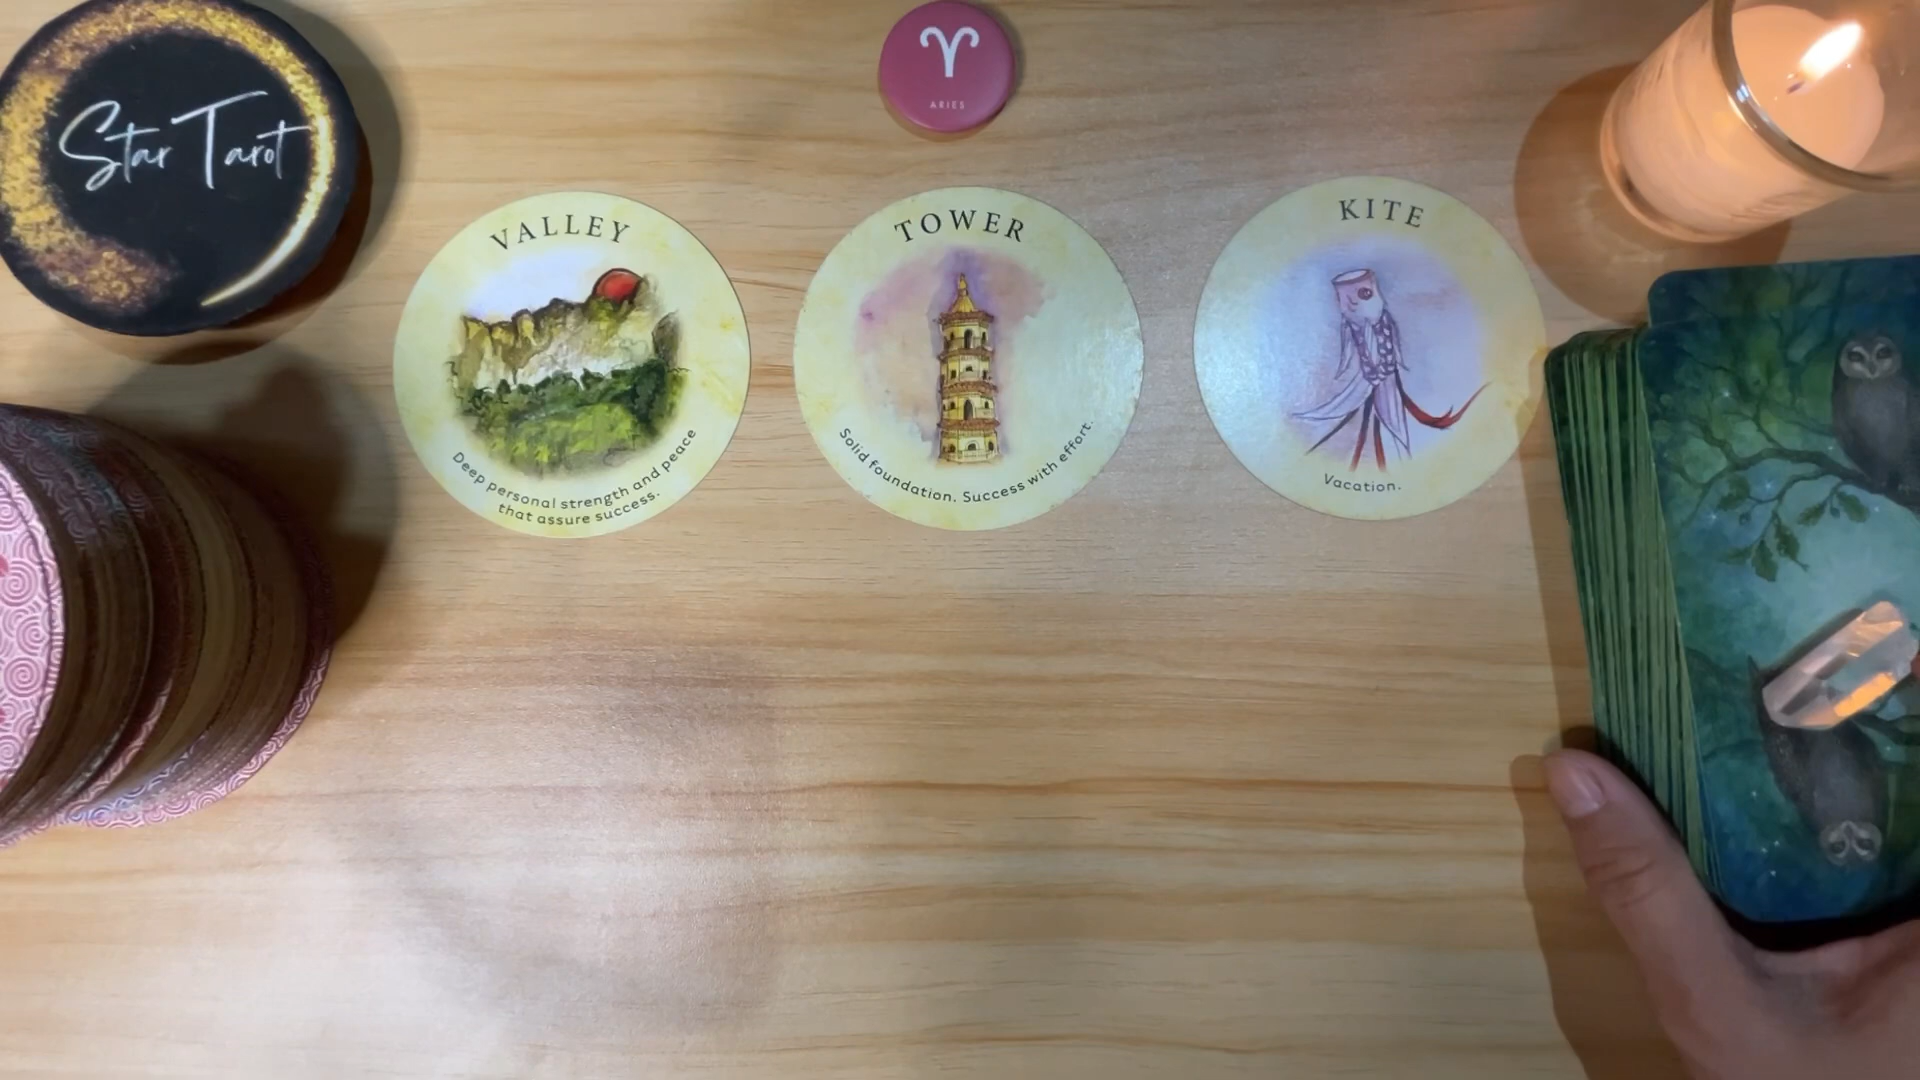 Star Tarot
ARIES
VALLEY
Deep personal strength and peace
that assure success.
TOWER
Solid foundation. Success with effort.
KITE
Vacation.